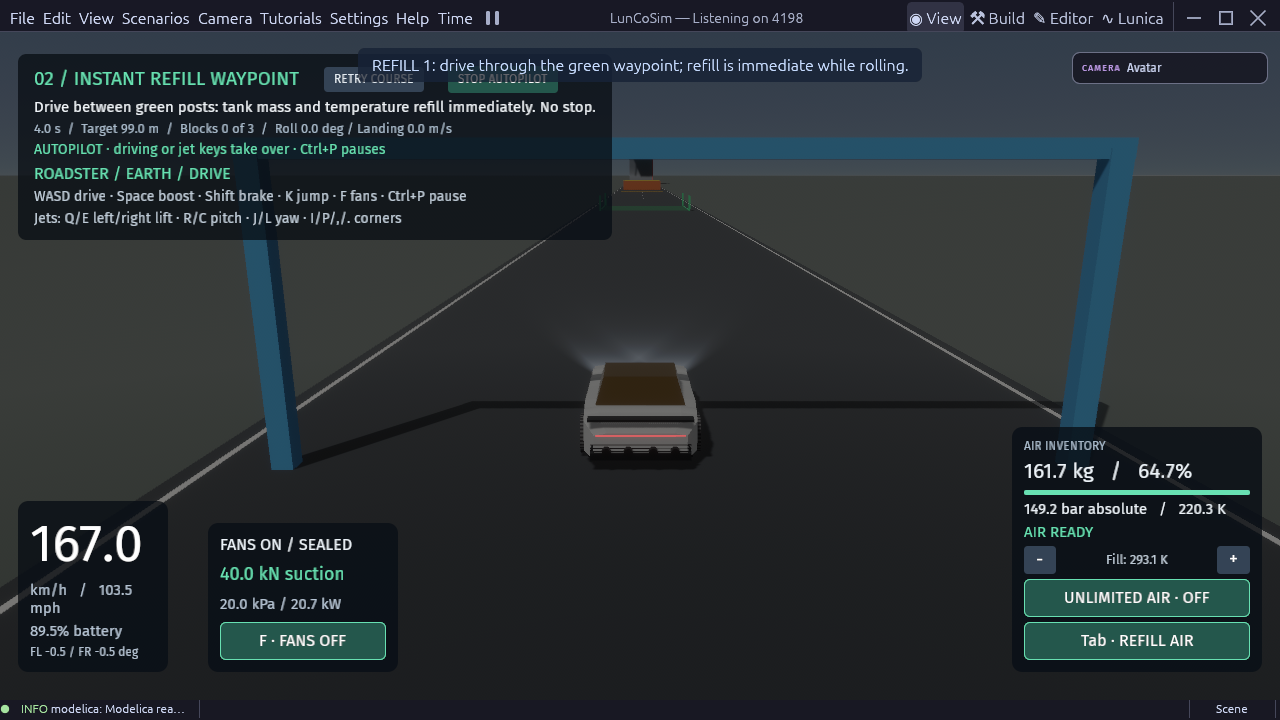 File Edit View Scenarios Camera Tutorials Settings Help Time
LunCoSim — Listening on 4198
View Build Editor Lunica
REFILL 1: drive through the green waypoint; refill is immediate while rolling.
02 / INSTANT REFILL WAYPOINT
RETRY COURSE
STOP AUTOPILOT
Drive between green posts: tank mass and temperature refill immediately. No stop.
4.0 s / Target 99.0 m / Blocks 0 of 3 / Roll 0.0 deg / Landing 0.0 m/s
AUTOPILOT · driving or jet keys take over · Ctrl+P pauses
ROADSTER / EARTH / DRIVE
WASD drive · Space boost · Shift brake · K jump · F fans · Ctrl+P pause
Jets: Q/E left/right lift · R/C pitch · J/L yaw · I/P/,/. corners
CAMERA Avatar
167.0
km/h / 103.5
mph
89.5% battery
FL -0.5 / FR -0.5 deg
FANS ON / SEALED
40.0 kN suction
20.0 kPa / 20.7 kW
F · FANS OFF
AIR INVENTORY
161.7 kg / 64.7%
149.2 bar absolute / 220.3 K
AIR READY
- Fill: 293.1 K +
UNLIMITED AIR · OFF
Tab · REFILL AIR
INFO modelica: Modelica rea...
Scene